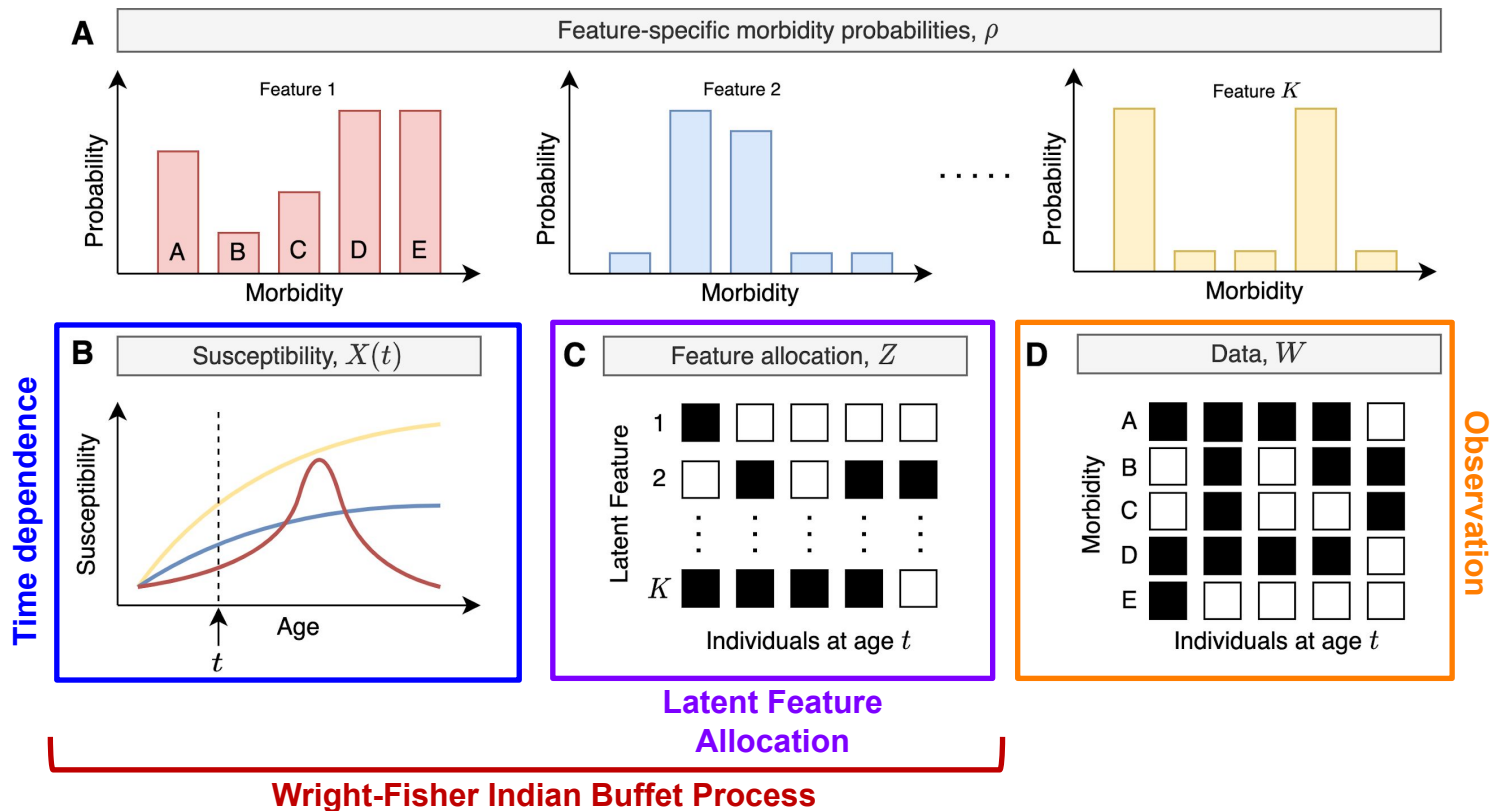 A
Feature-specific morbidity probabilities, ρ
Feature 1
Probability
A B C D E
Morbidity
Feature 2
Probability
Morbidity
.....
Feature K
Probability
Morbidity
Time dependence
B
Susceptibility, X(t)
Susceptibility
Age
t
C
Feature allocation, Z
Latent Feature
1
2
K
Individuals at age t
D
Data, W
Morbidity
A
B
C
D
E
Individuals at age t
Observation
Latent Feature
Allocation
Wright-Fisher Indian Buffet Process